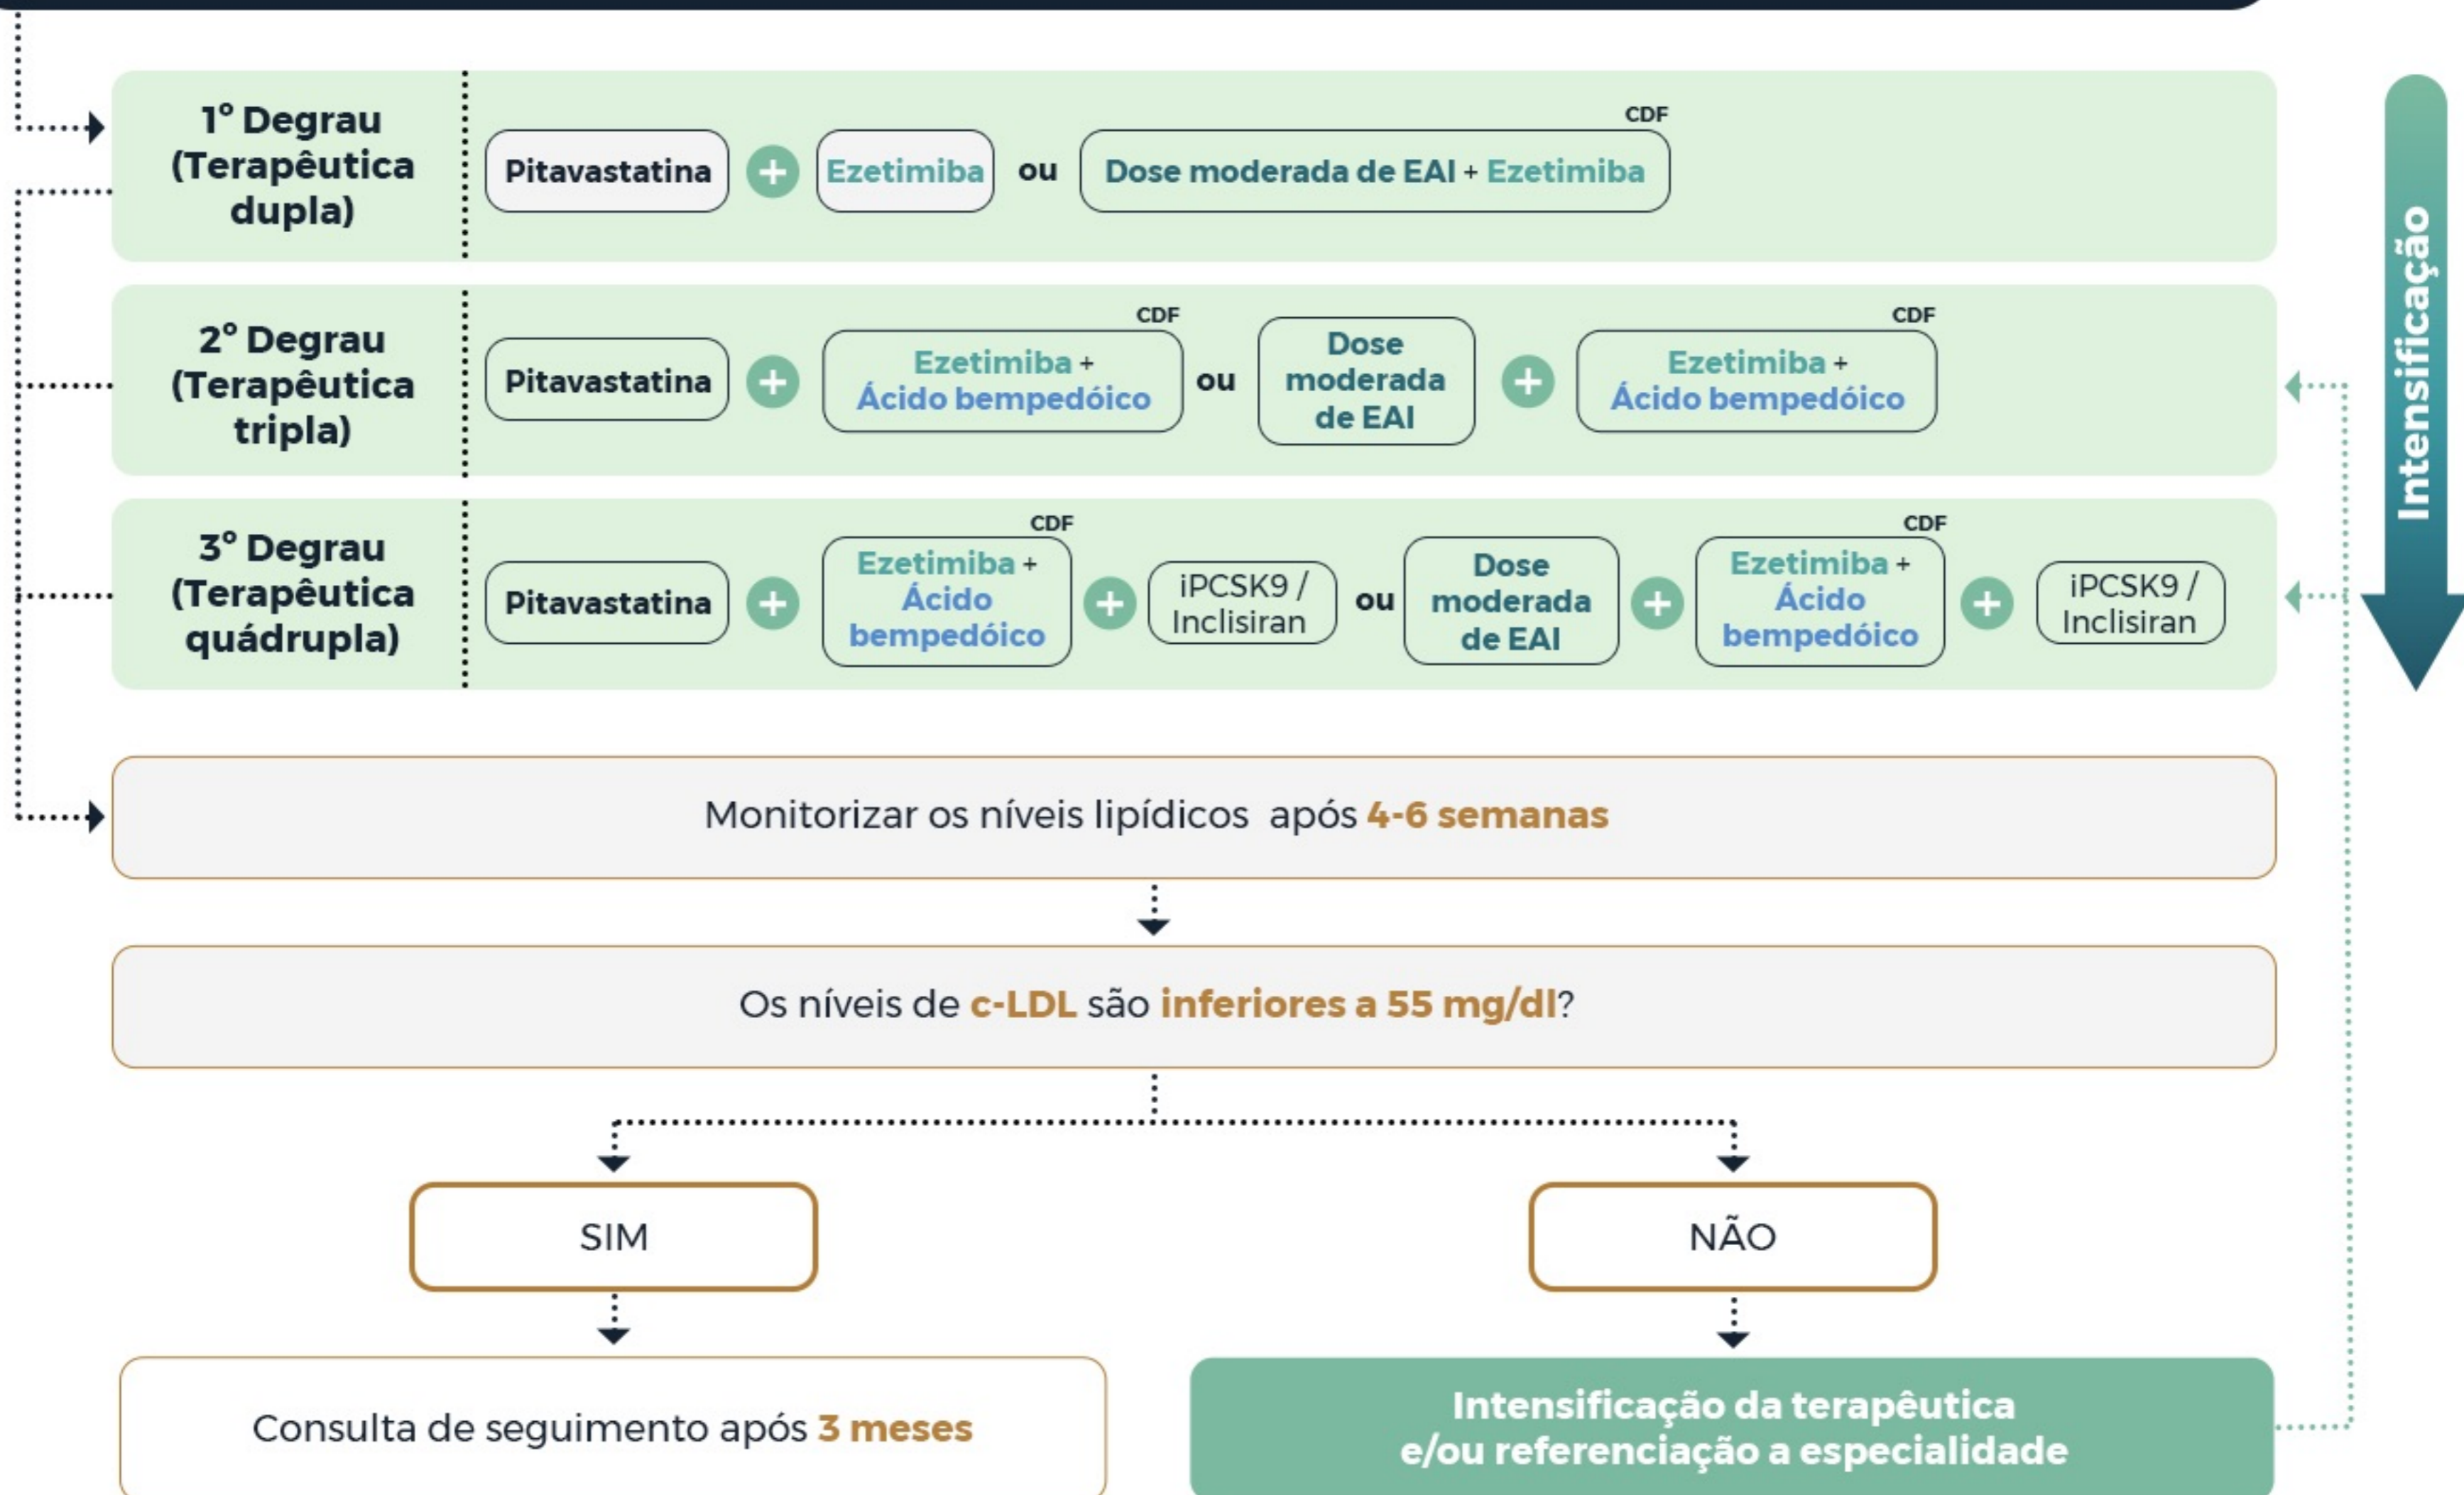 1º Degrau
(Terapêutica
dupla)
Pitavastatina + Ezetimiba ou Dose moderada de EAI + Ezetimiba
CDF
2º Degrau
(Terapêutica
tripla)
Pitavastatina
+
CDF
Ezetimiba +
Ácido bempedóico
ou
Dose
moderada
de EAI
+
CDF
Ezetimiba +
Ácido bempedóico
3º Degrau
(Terapêutica
quádrupla)
Pitavastatina
+
CDF
Ezetimiba +
Ácido
bempedóico
+
iPCSK9 /
Inclisiran
ou
Dose
moderada
de EAI
+
CDF
Ezetimiba +
Ácido
bempedóico
+
iPCSK9 /
Inclisiran
Intensificação
Monitorizar os níveis lipídicos após 4-6 semanas
Os níveis de c-LDL são inferiores a 55 mg/dl?
SIM
NÃO
Consulta de seguimento após 3 meses
Intensificação da terapêutica
e/ou referenciação a especialidade